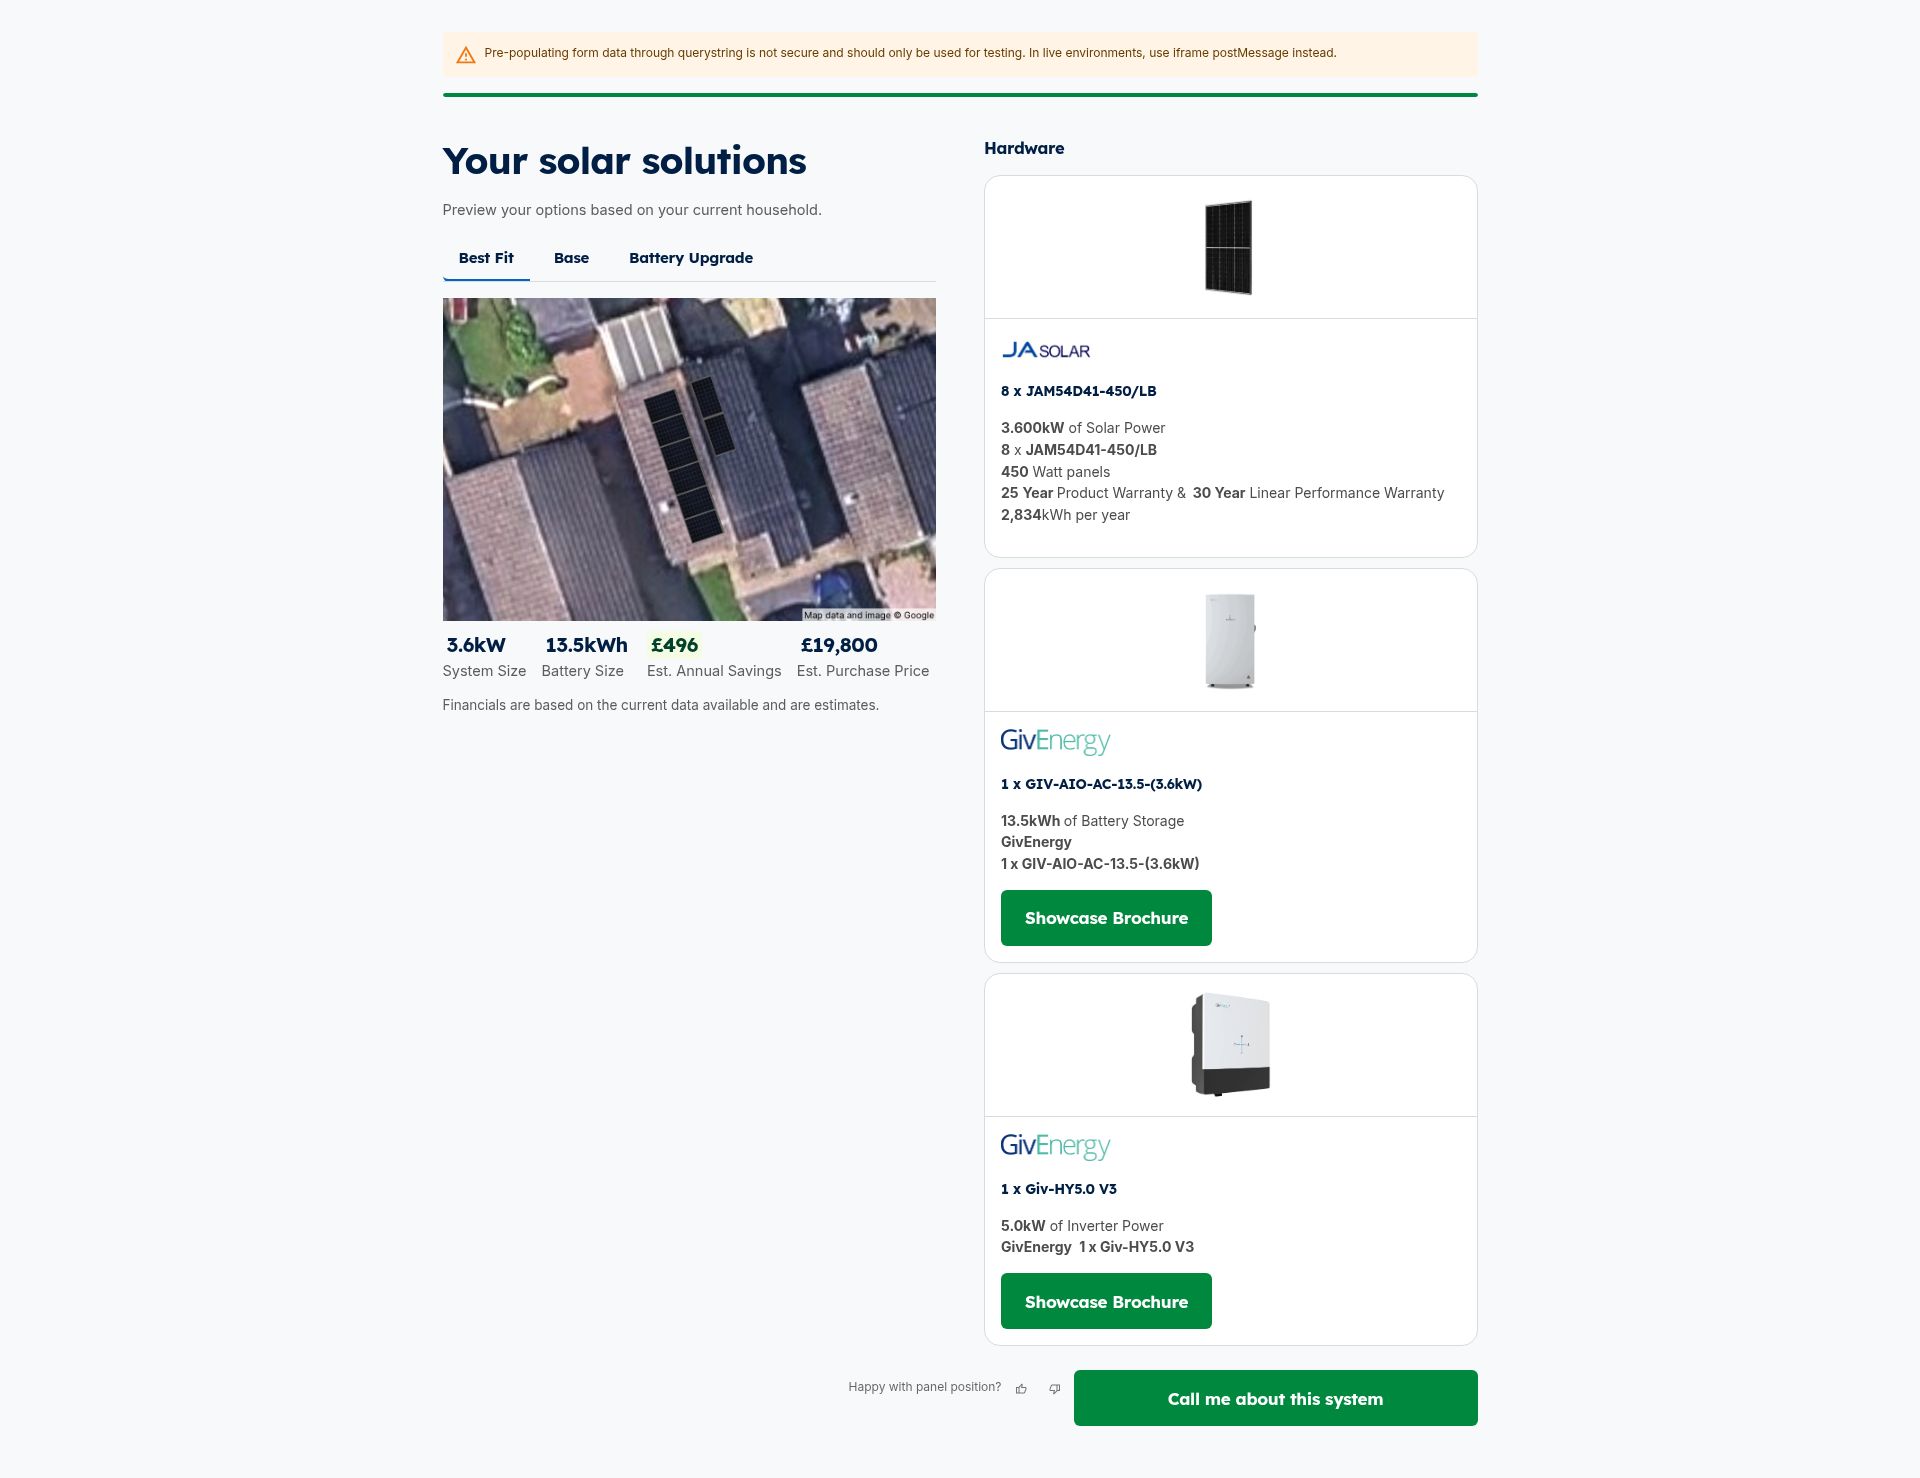 Pre-populating form data through querystring is not secure and should only be used for testing. In live environments, use iframe postMessage instead.
Your solar solutions
Preview your options based on your current household.
Best Fit
Base
Battery Upgrade
Map data and image © Google
3.6kW
System Size
13.5kWh
Battery Size
£496
Est. Annual Savings
£19,800
Est. Purchase Price
Financials are based on the current data available and are estimates.
Hardware
JA SOLAR
8 x JAM54D41-450/LB
3.600kW of Solar Power
8 x JAM54D41-450/LB
450 Watt panels
25 Year Product Warranty & 30 Year Linear Performance Warranty
2,834kWh per year
GivEnergy
1 x GIV-AIO-AC-13.5-(3.6kW)
13.5kWh of Battery Storage
GivEnergy
1 x GIV-AIO-AC-13.5-(3.6kW)
Showcase Brochure
GivEnergy
1 x Giv-HY5.0 V3
5.0kW of Inverter Power
GivEnergy 1 x Giv-HY5.0 V3
Showcase Brochure
Happy with panel position?
Call me about this system